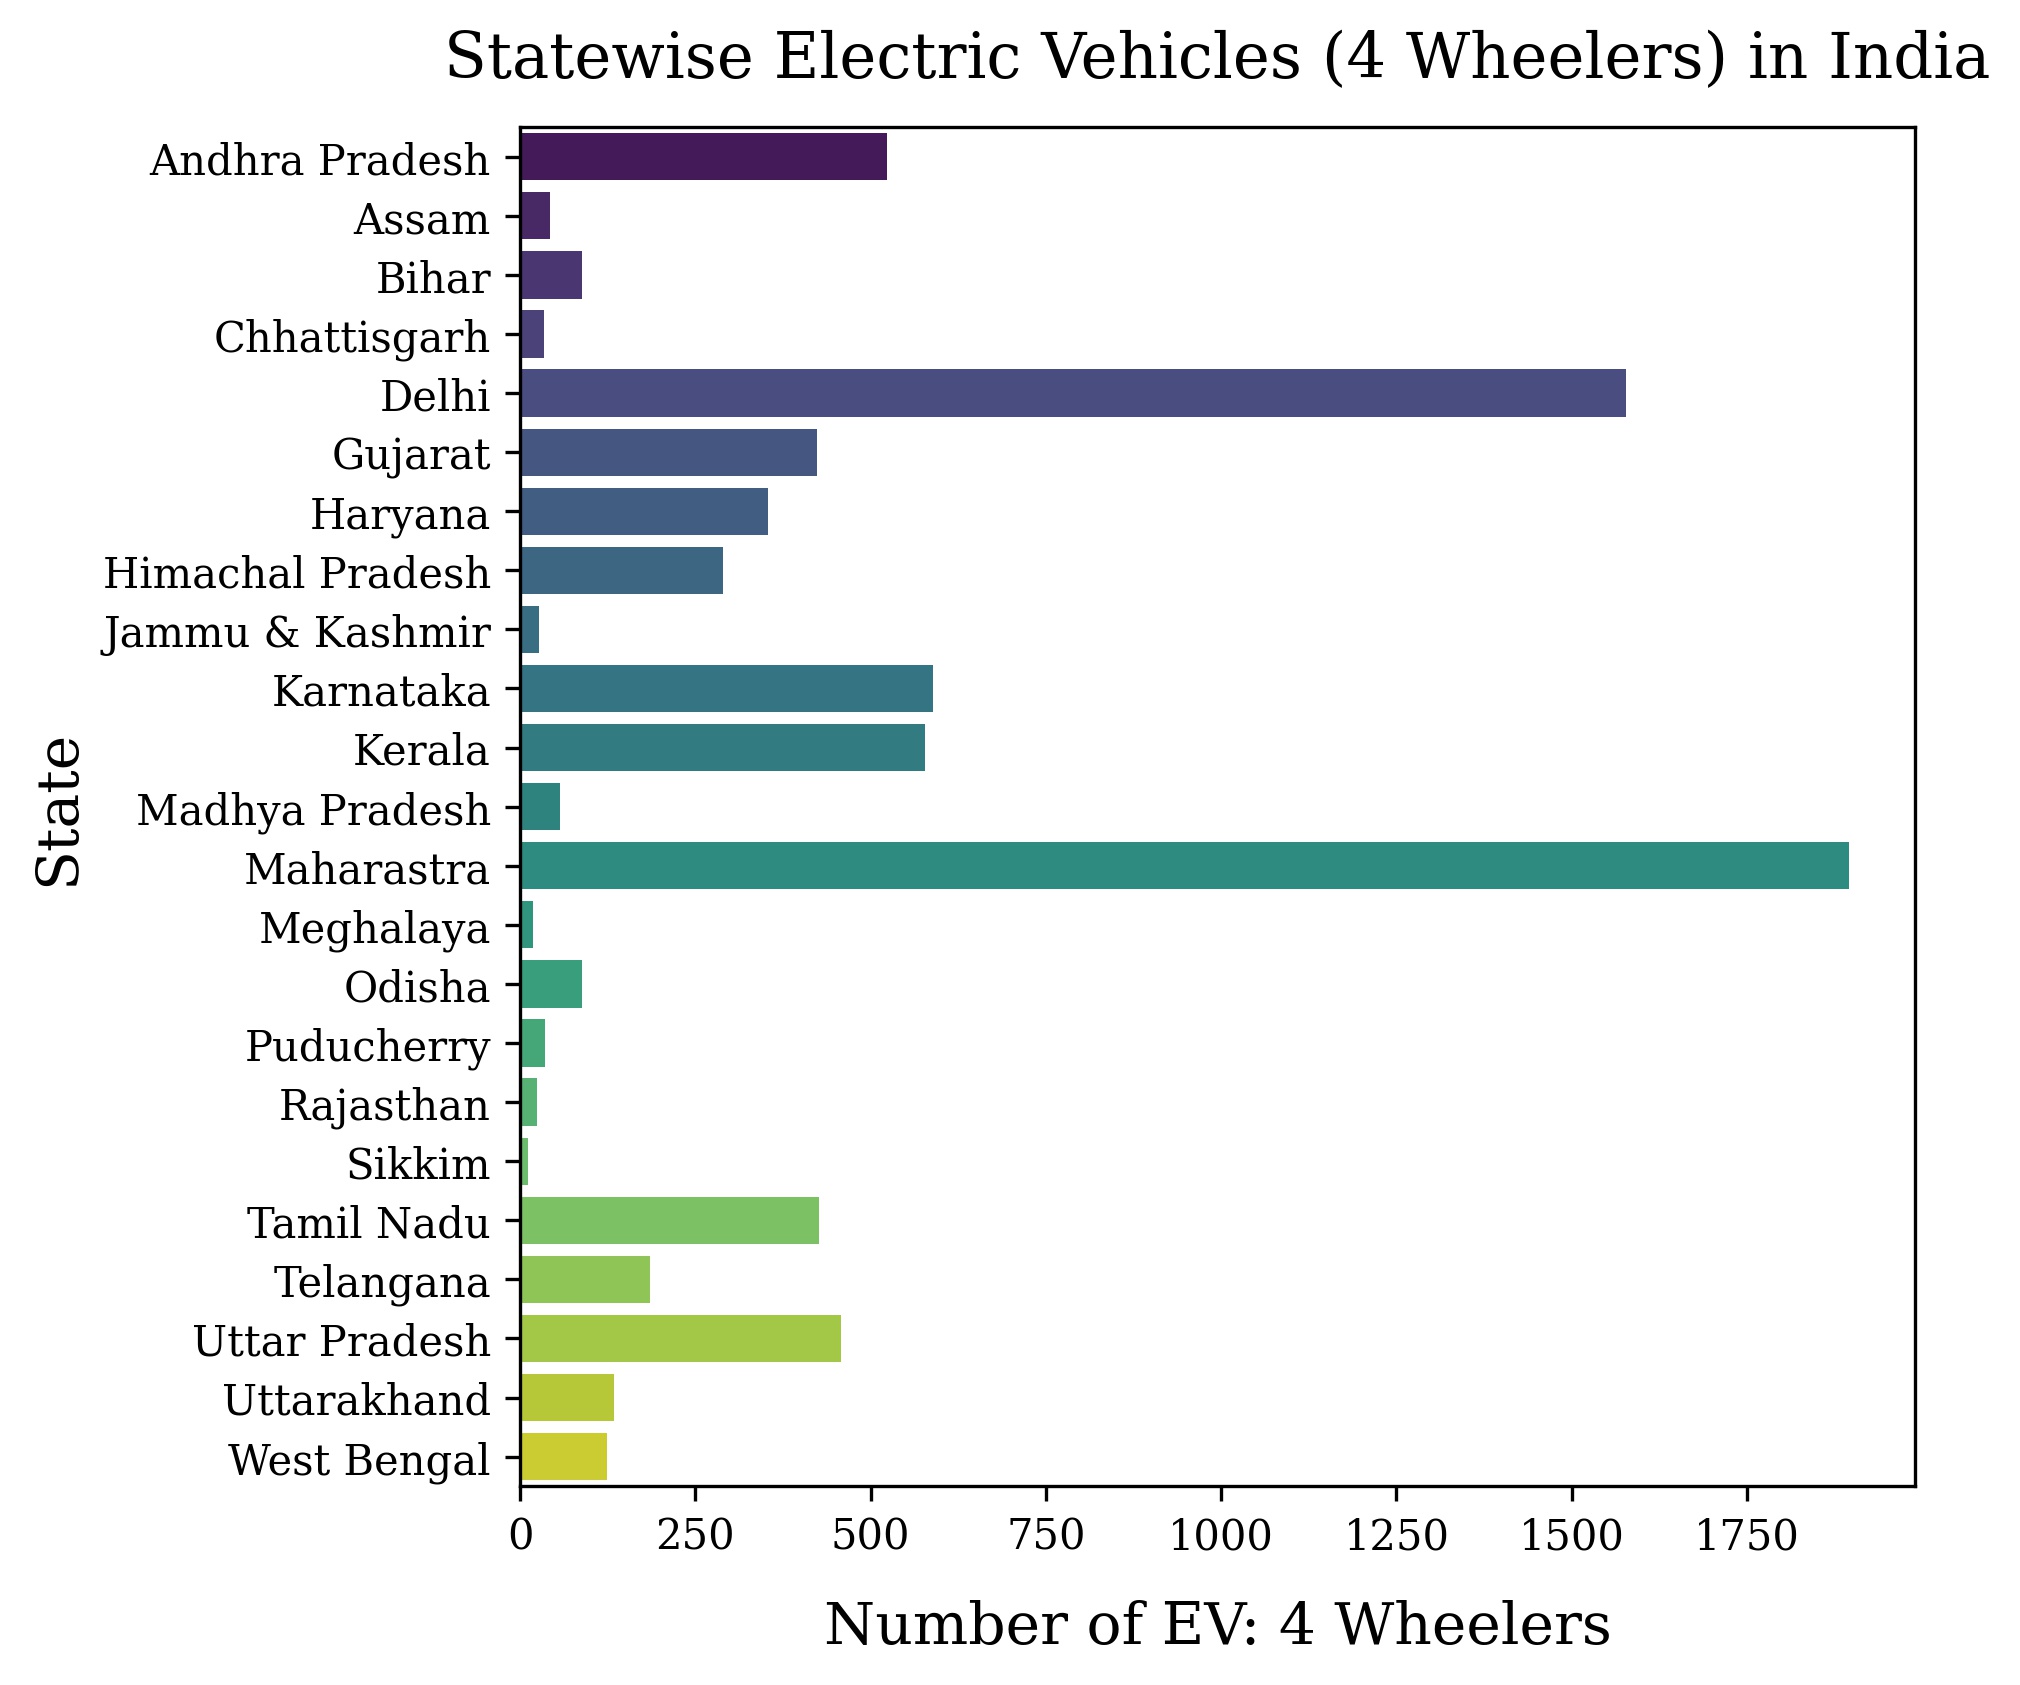 Statewise Electric Vehicles (4 Wheelers) in India
Andhra Pradesh
Assam
Bihar
Chhattisgarh
Delhi
Gujarat
Haryana
Himachal Pradesh
Jammu & Kashmir
Karnataka
Kerala
Madhya Pradesh
Maharastra
Meghalaya
Odisha
Puducherry
Rajasthan
Sikkim
Tamil Nadu
Telangana
Uttar Pradesh
Uttarakhand
West Bengal
State
0 250 500 750 1000 1250 1500 1750
Number of EV: 4 Wheelers